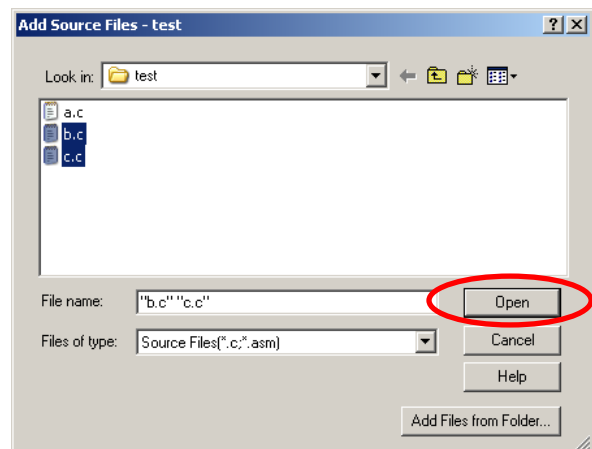 Add Source Files - test
Look in: test
a.c
b.c
c.c
File name: "b.c" "c.c" Open
Files of type: Source Files(*.c;*.asm) Cancel
Help
Add Files from Folder...